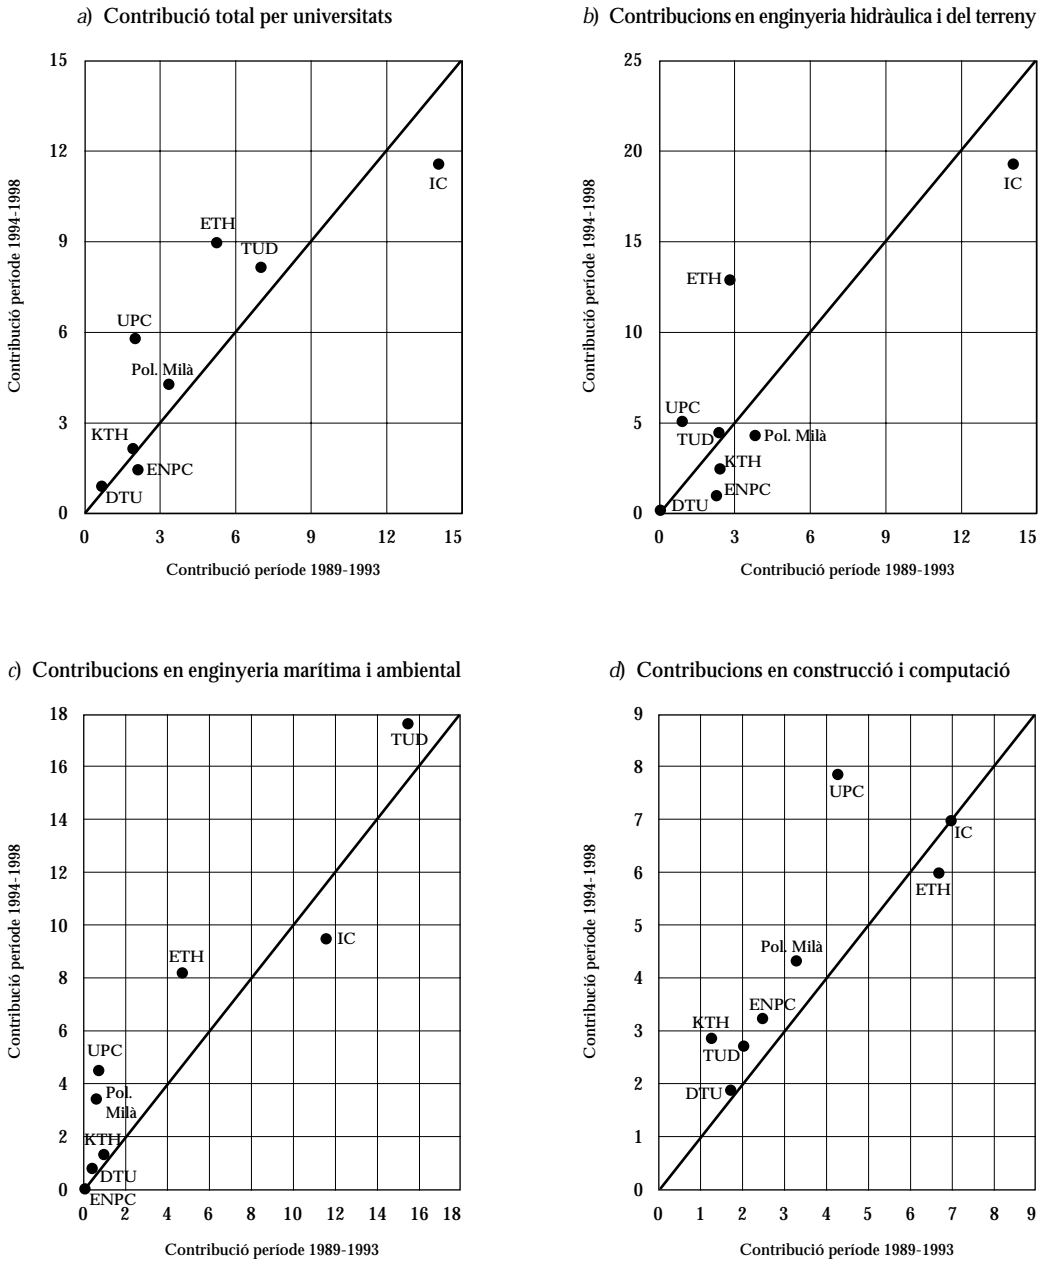 a) Contribució total per universitats
15
12
9
6
3
0
Contribució període 1994-1998
IC
ETH
TUD
UPC
Pol. Milà
KTH
ENPC
DTU
0 3 6 9 12 15
Contribució període 1989-1993
b) Contribucions en enginyeria hidràulica i del terreny
25
20
15
10
5
0
Contribució període 1994-1998
IC
ETH
UPC
TUD
Pol. Milà
KTH
ENPC
DTU
0 3 6 9 12 15
Contribució període 1989-1993
c) Contribucions en enginyeria marítima i ambiental
18
16
14
12
10
8
6
4
2
0
Contribució període 1994-1998
TUD
IC
ETH
UPC
Pol.
Milà
KTH
DTU
ENPC
0 2 4 6 8 10 12 14 16 18
Contribució període 1989-1993
d) Contribucions en construcció i computació
9
8
7
6
5
4
3
2
1
0
Contribució període 1994-1998
UPC
IC
ETH
Pol. Milà
ENPC
KTH
TUD
DTU
0 1 2 3 4 5 6 7 8 9
Contribució període 1989-1993